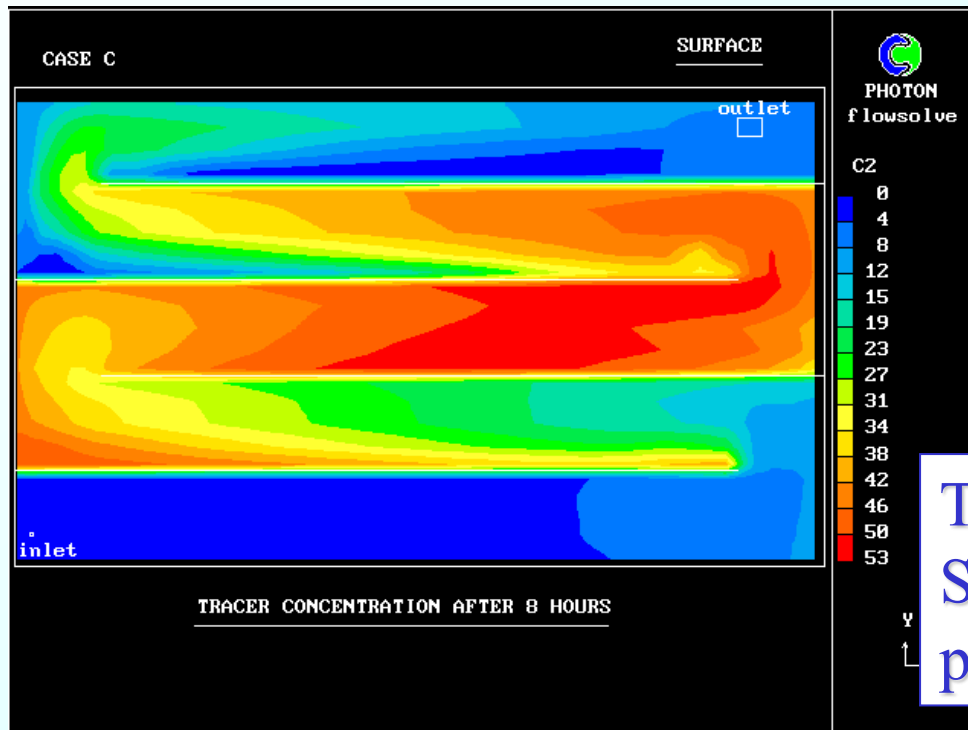 CASE C
SURFACE
outlet
inlet
TRACER CONCENTRATION AFTER 8 HOURS
PHOTON
flowsolve
C2
0
4
8
12
15
19
23
27
31
34
38
42
46
50
53
Y
T
S
p